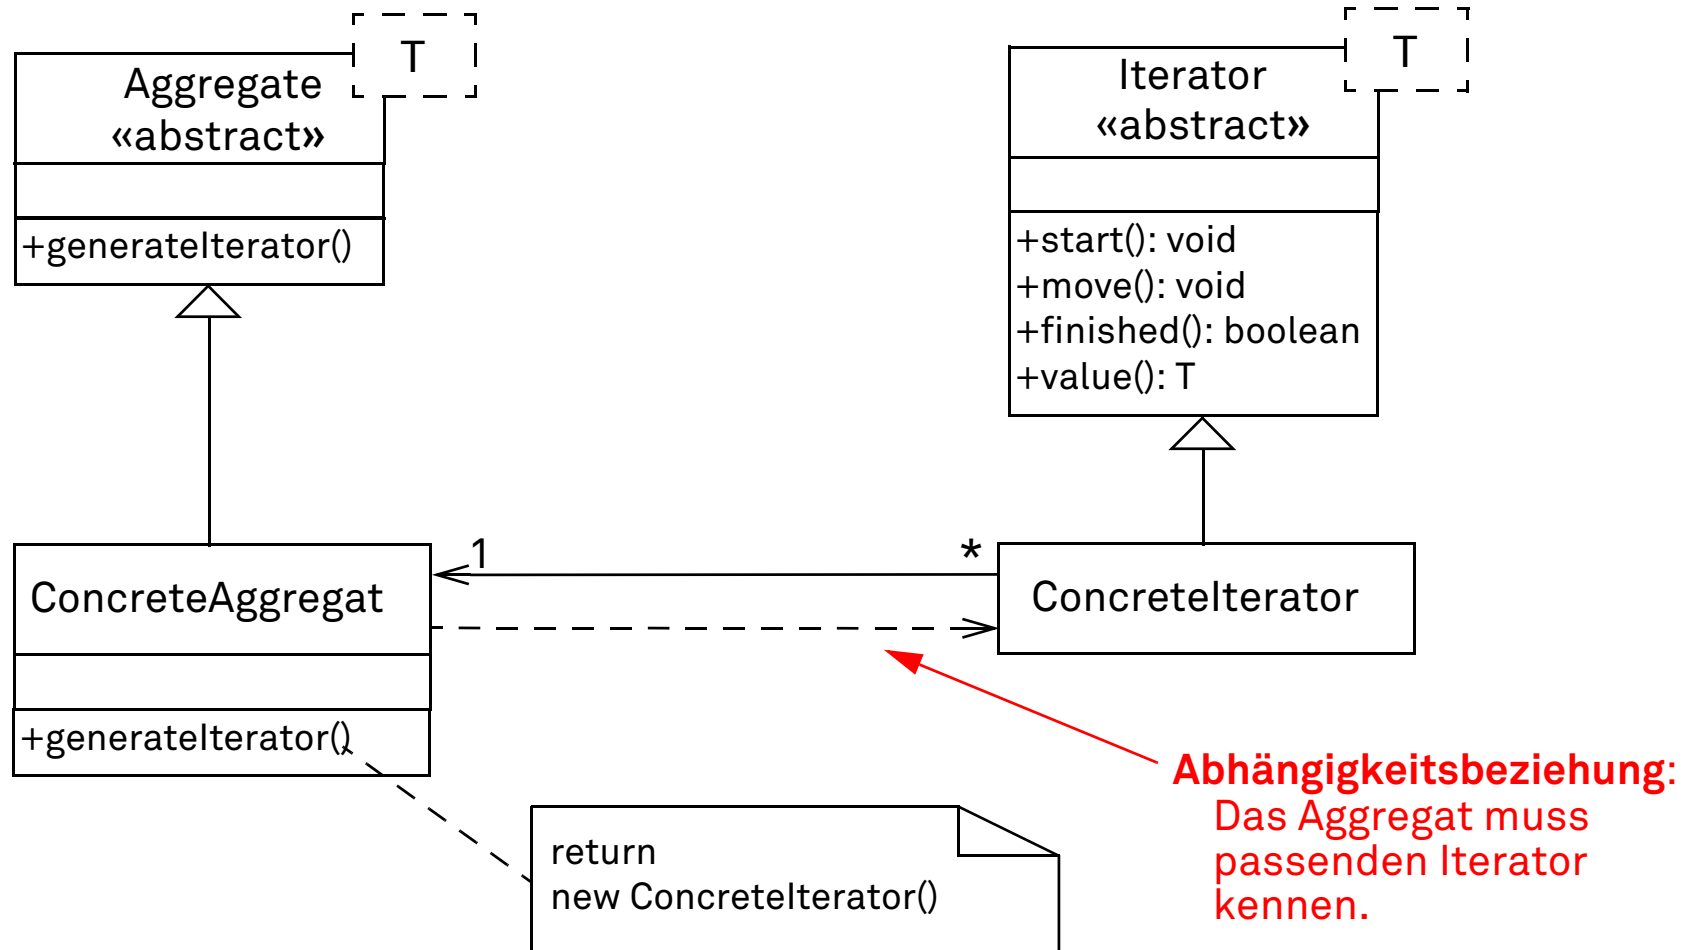 T
Aggregate
«abstract»
+generateIterator()
T
Iterator
«abstract»
+start(): void
+move(): void
+finished(): boolean
+value(): T
1
*
ConcreteAggregat
+generateIterator()
ConcreteIterator
return
new ConcreteIterator()
Abhängigkeitsbeziehung:
Das Aggregat muss
passenden Iterator
kennen.